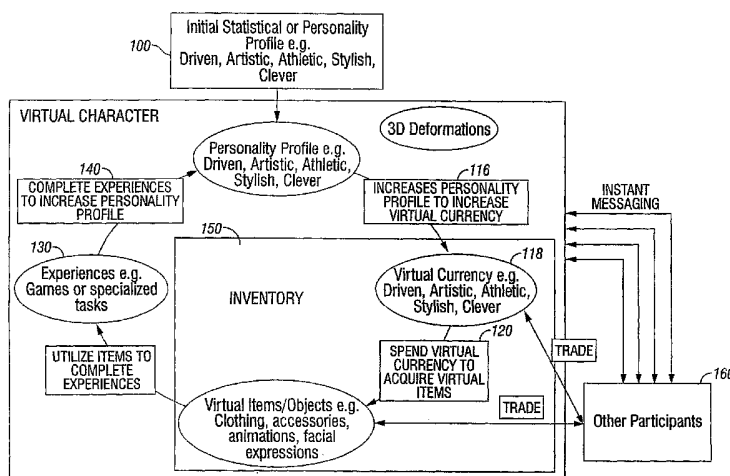 Initial Statistical or Personality
Profile e.g.
Driven, Artistic, Athletic, Stylish,
Clever
100
VIRTUAL CHARACTER
3D Deformations
Personality Profile e.g.
Driven, Artistic, Athletic,
Stylish, Clever
140
COMPLETE EXPERIENCES
TO INCREASE PERSONALITY
PROFILE
116
INCREASES PERSONALITY
PROFILE TO INCREASE
VIRTUAL CURRENCY
INSTANT
MESSAGING
130
Experiences e.g.
Games or specialized
tasks
150
INVENTORY
118
Virtual Currency e.g.
Driven, Artistic, Athletic,
Stylish, Clever
120
UTILIZE ITEMS TO
COMPLETE
EXPERIENCES
SPEND VIRTUAL
CURRENCY TO
ACQUIRE VIRTUAL
ITEMS
TRADE
160
Virtual Items/Objects e.g.
Clothing, accessories,
animations, facial
expressions
TRADE
Other Participants